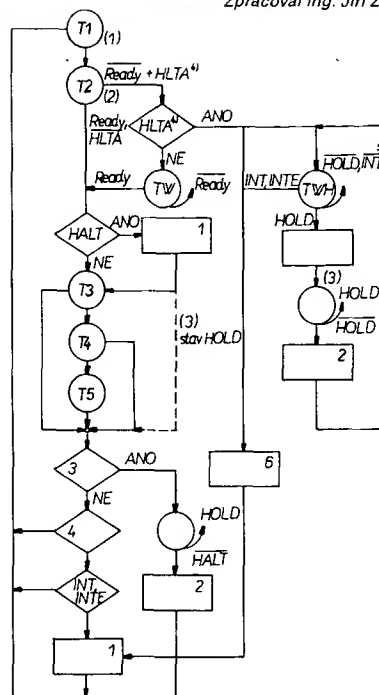 Zpracoval ing. Jiří
T1
(1)
T2
(2)
Ready + HLTA⁴⁾
HLTA⁴⁾
ANO
NE
Ready,
HLTA
Ready
TW
Ready
HOLD, INT
INT, INTE
TWH
HOLD
HALT
ANO
1
NE
T3
(3)
stav HOLD
(3)
HOLD
HOLD
T4
2
T5
3
ANO
6
NE
HOLD
4
HALT
INT,
INTE
2
1